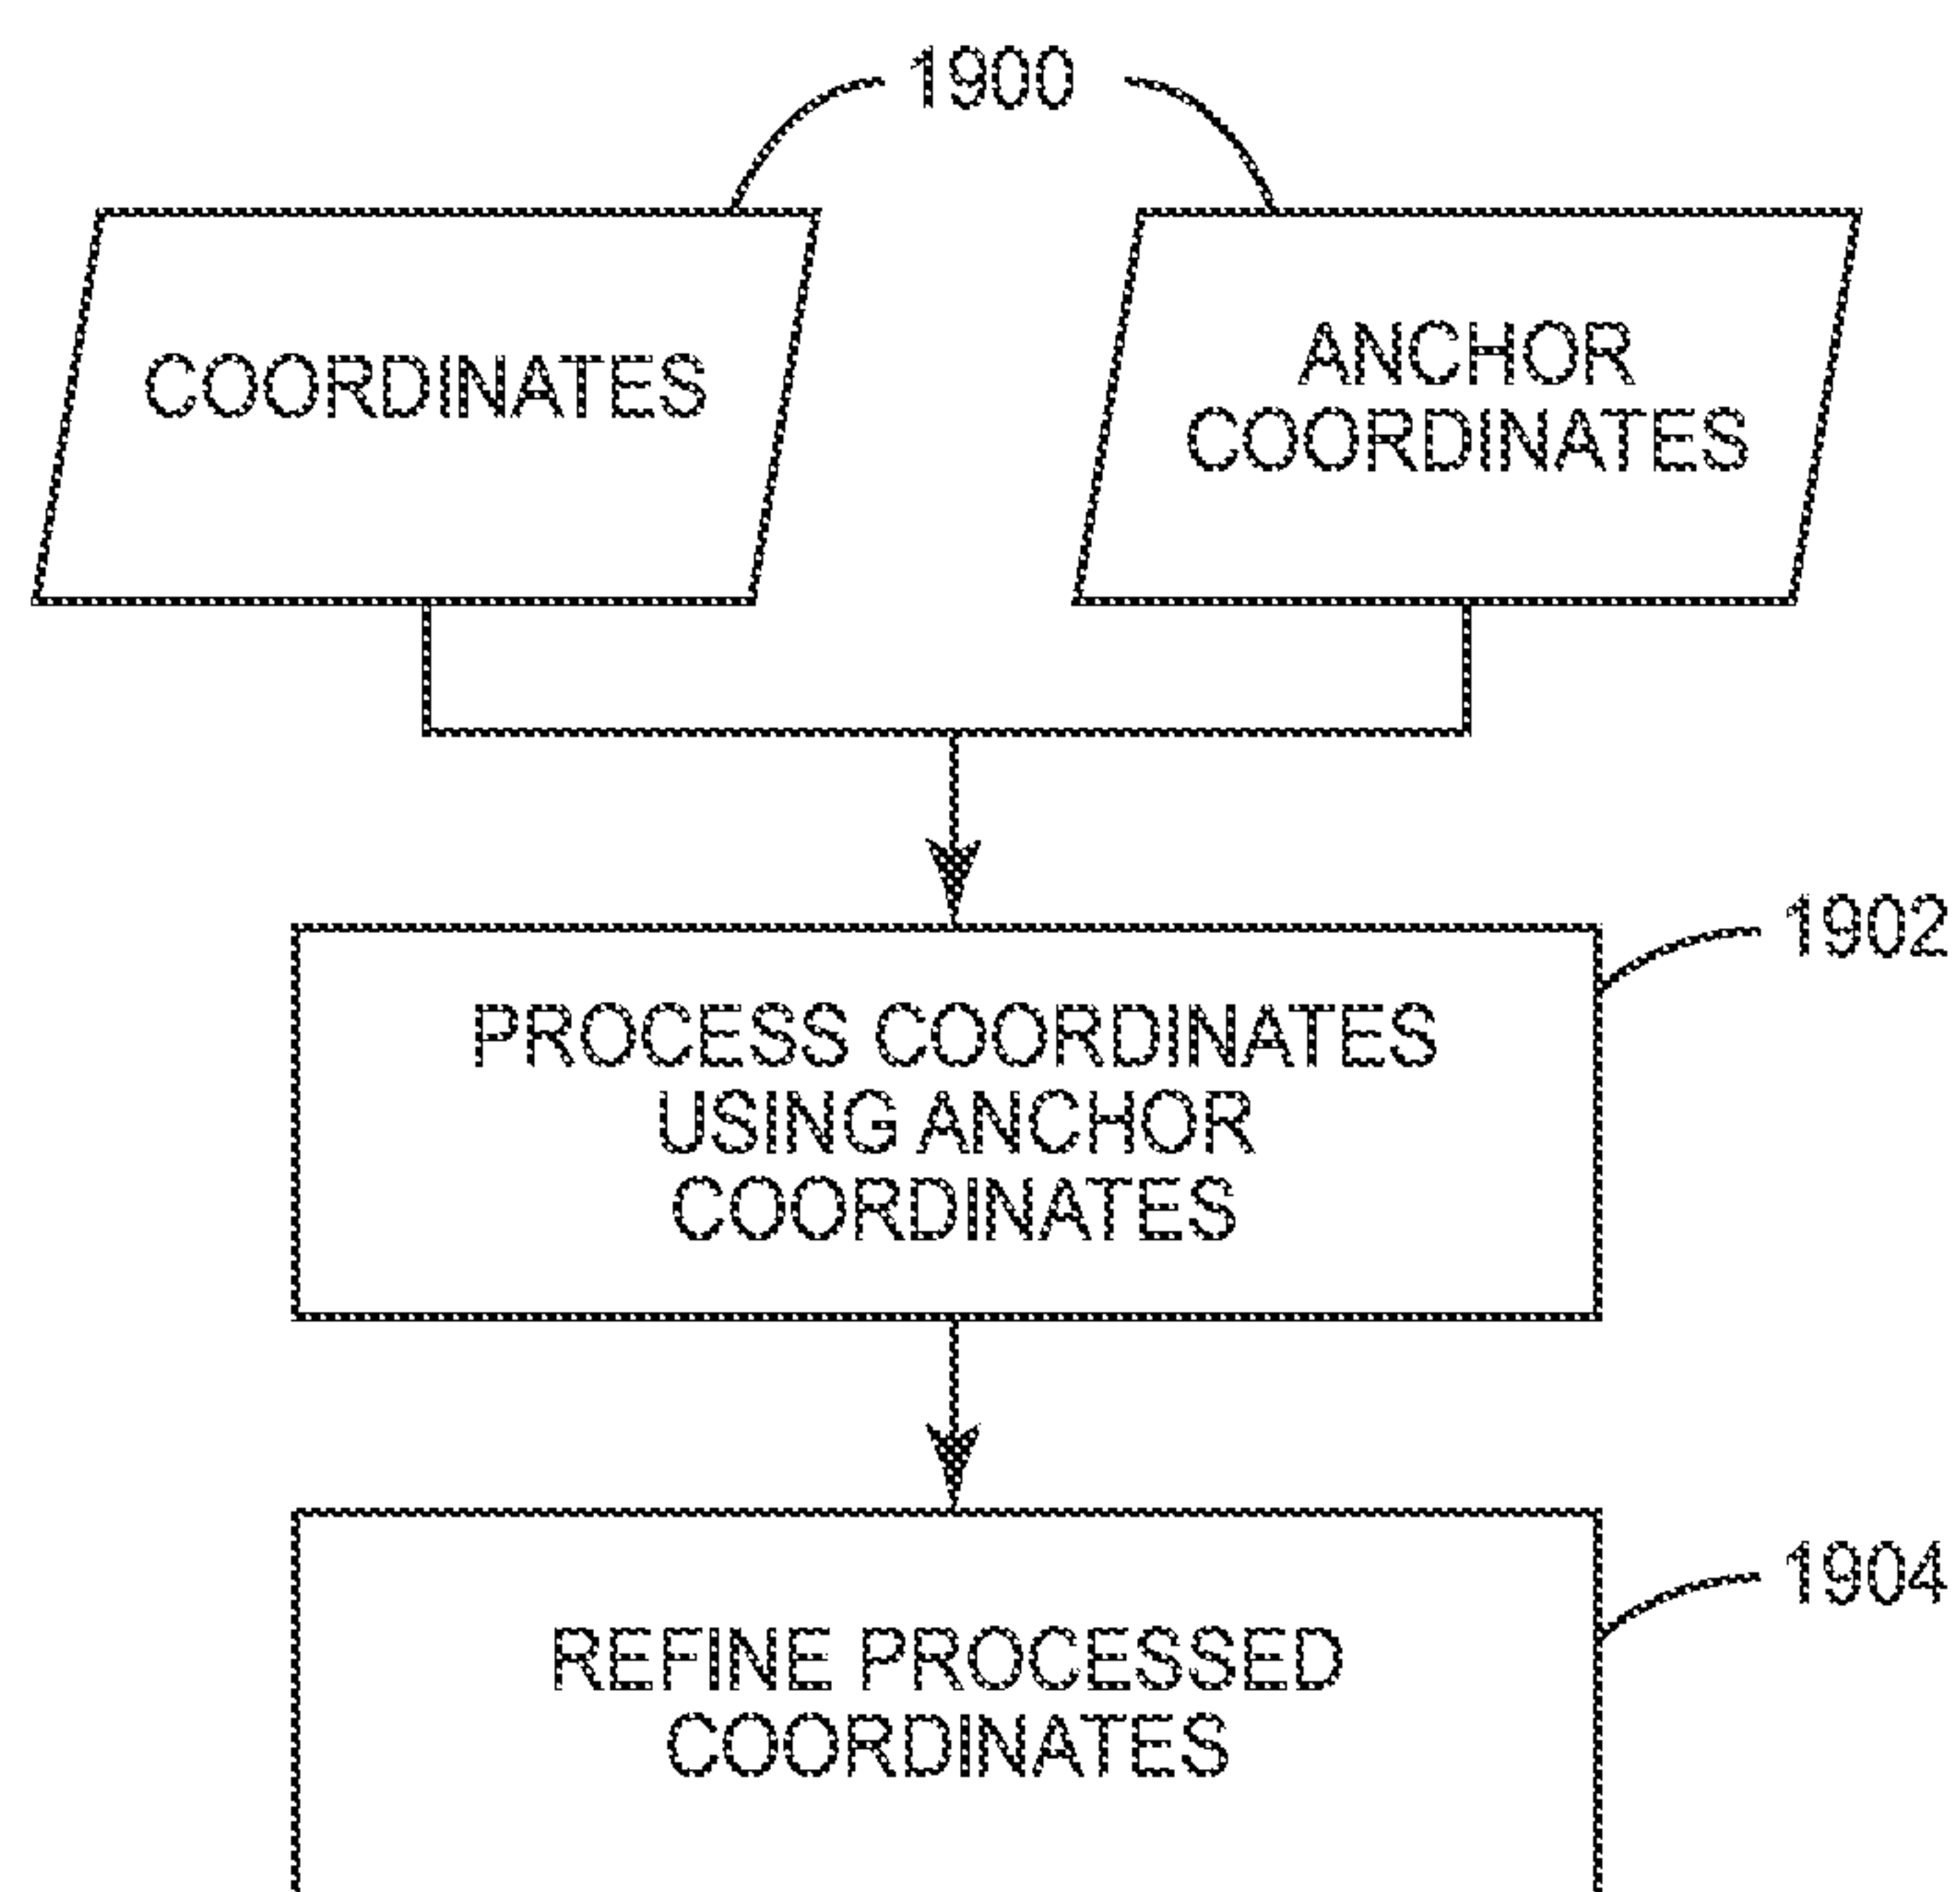 1900
COORDINATES
ANCHOR
COORDINATES
1902
PROCESS COORDINATES
USING ANCHOR
COORDINATES
1904
REFINE PROCESSED
COORDINATES